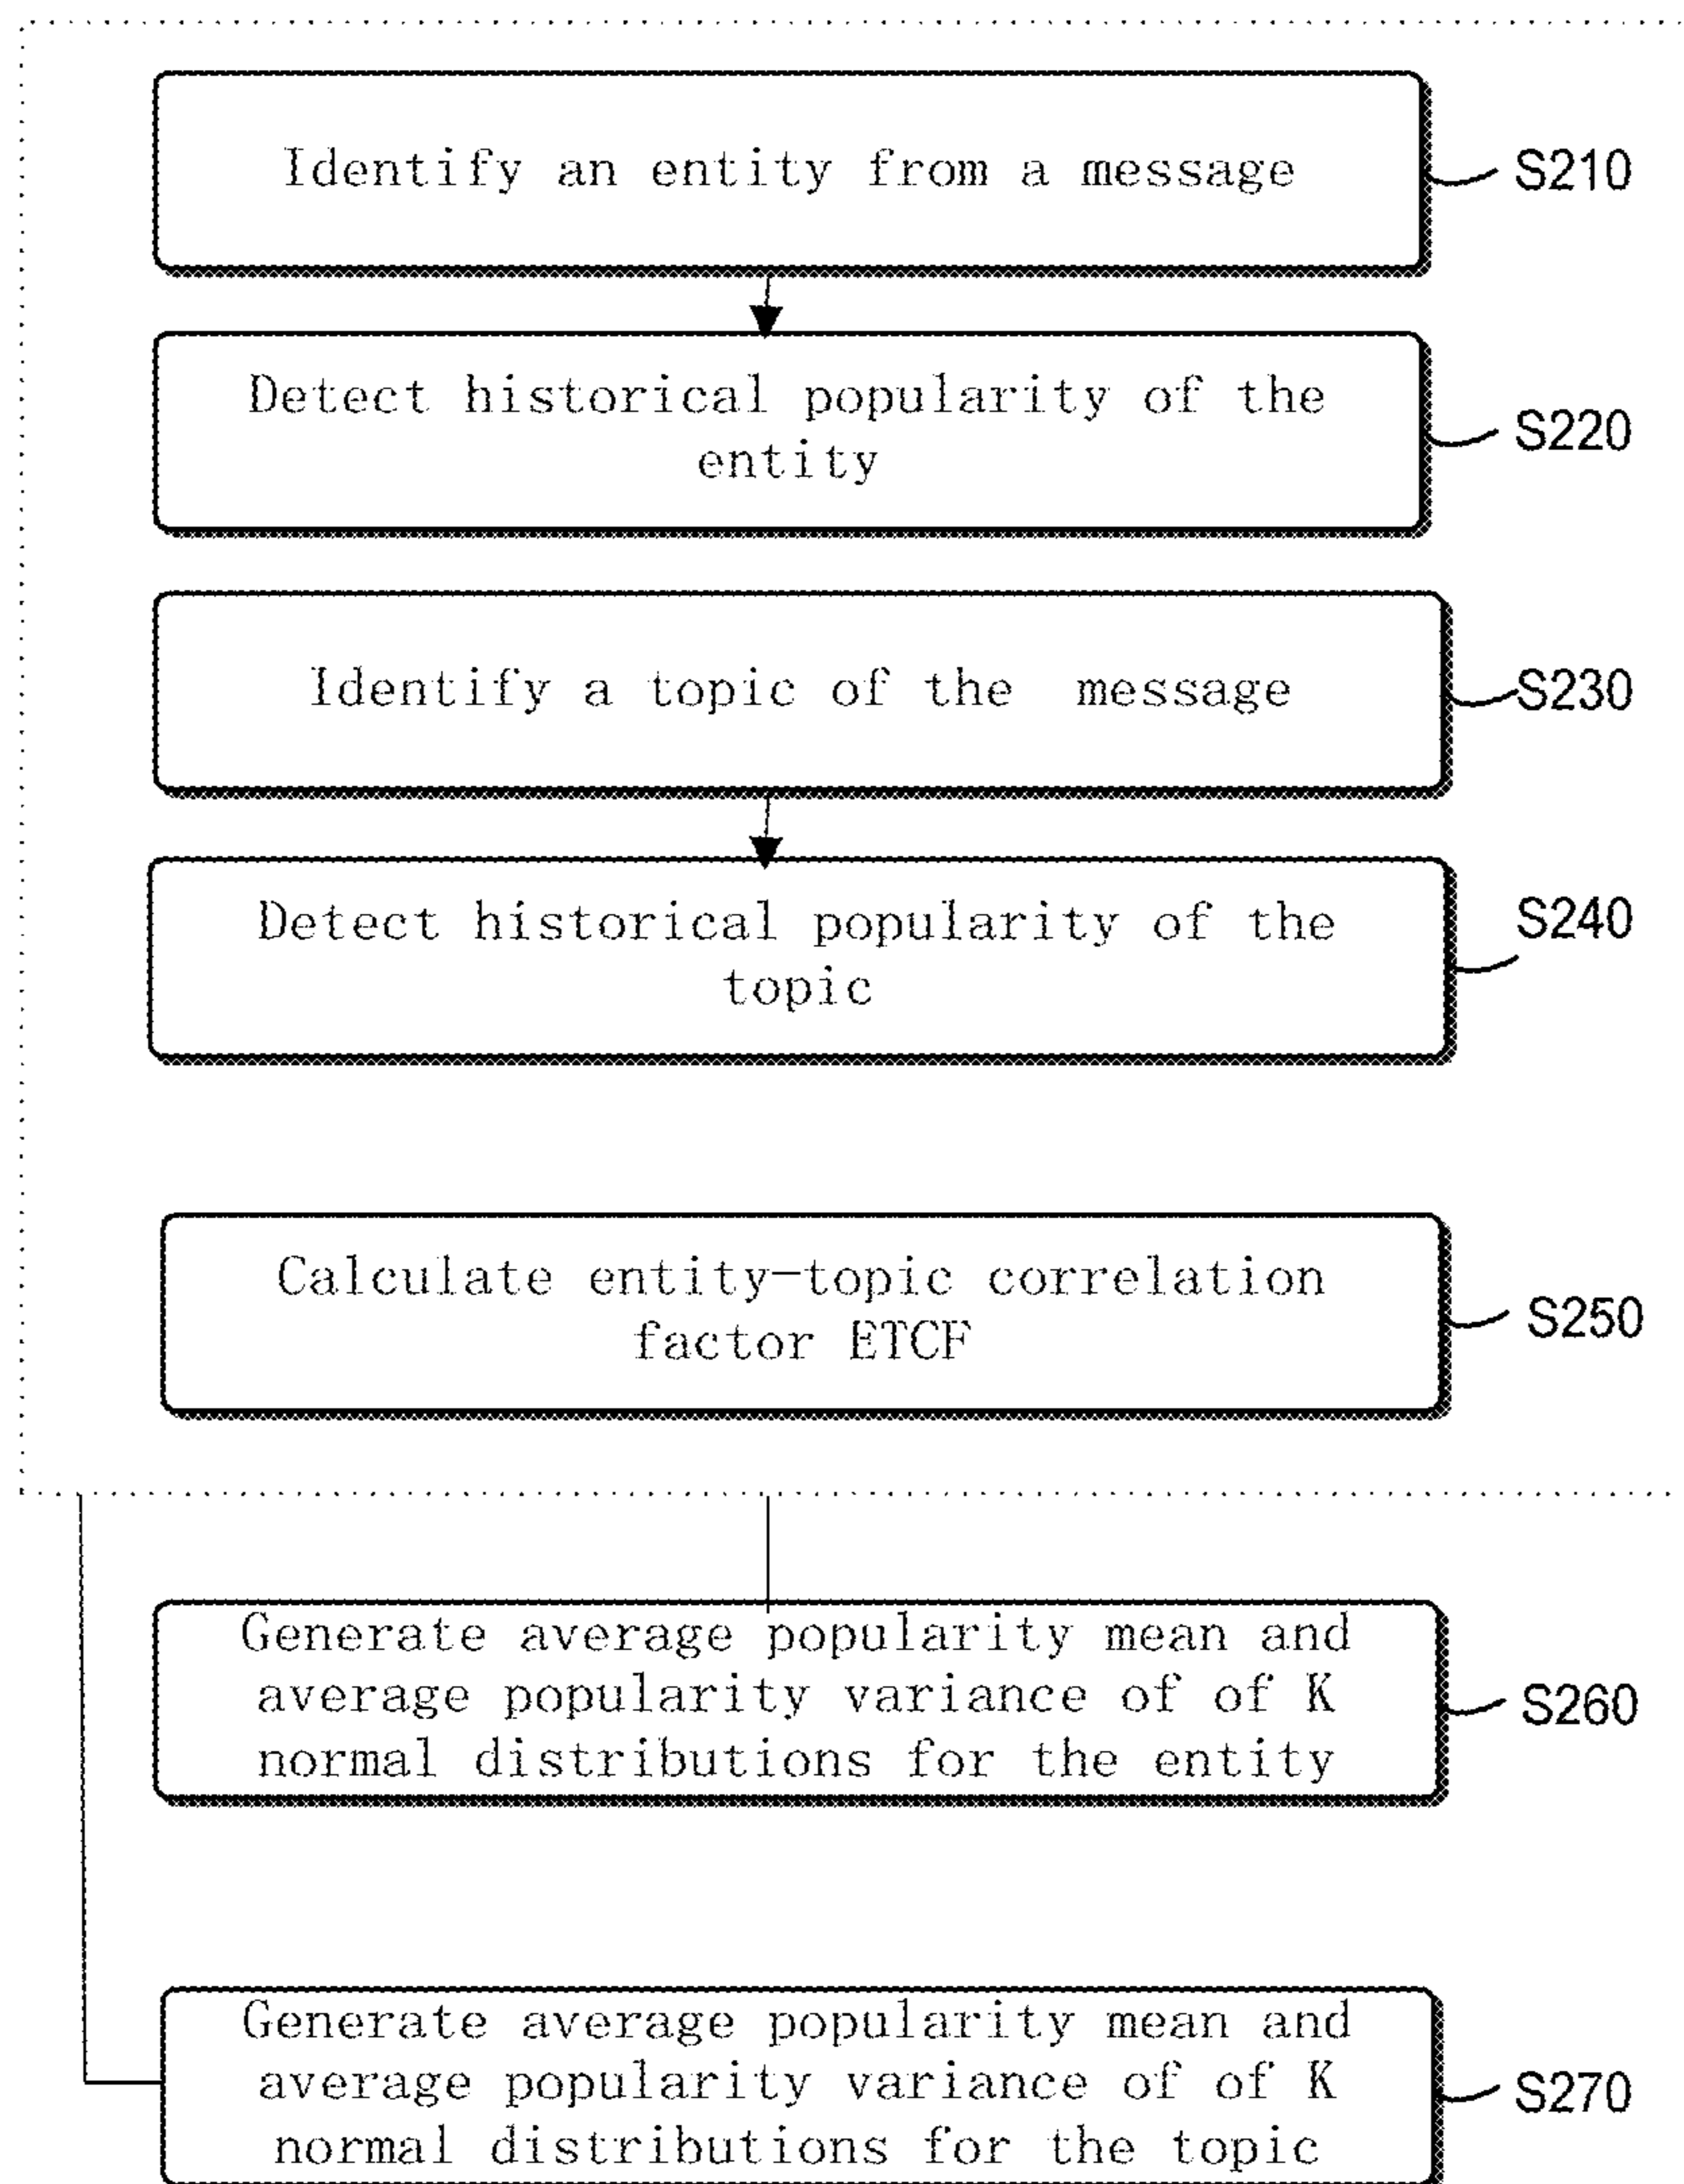 Identify an entity from a message
S210
Detect historical popularity of the
entity
S220
Identify a topic of the message
S230
Detect historical popularity of the
topic
S240
Calculate entity-topic correlation
factor ETCF
S250
Generate average popularity mean and
average popularity variance of of K
normal distributions for the entity
S260
Generate average popularity mean and
average popularity variance of of K
normal distributions for the topic
S270